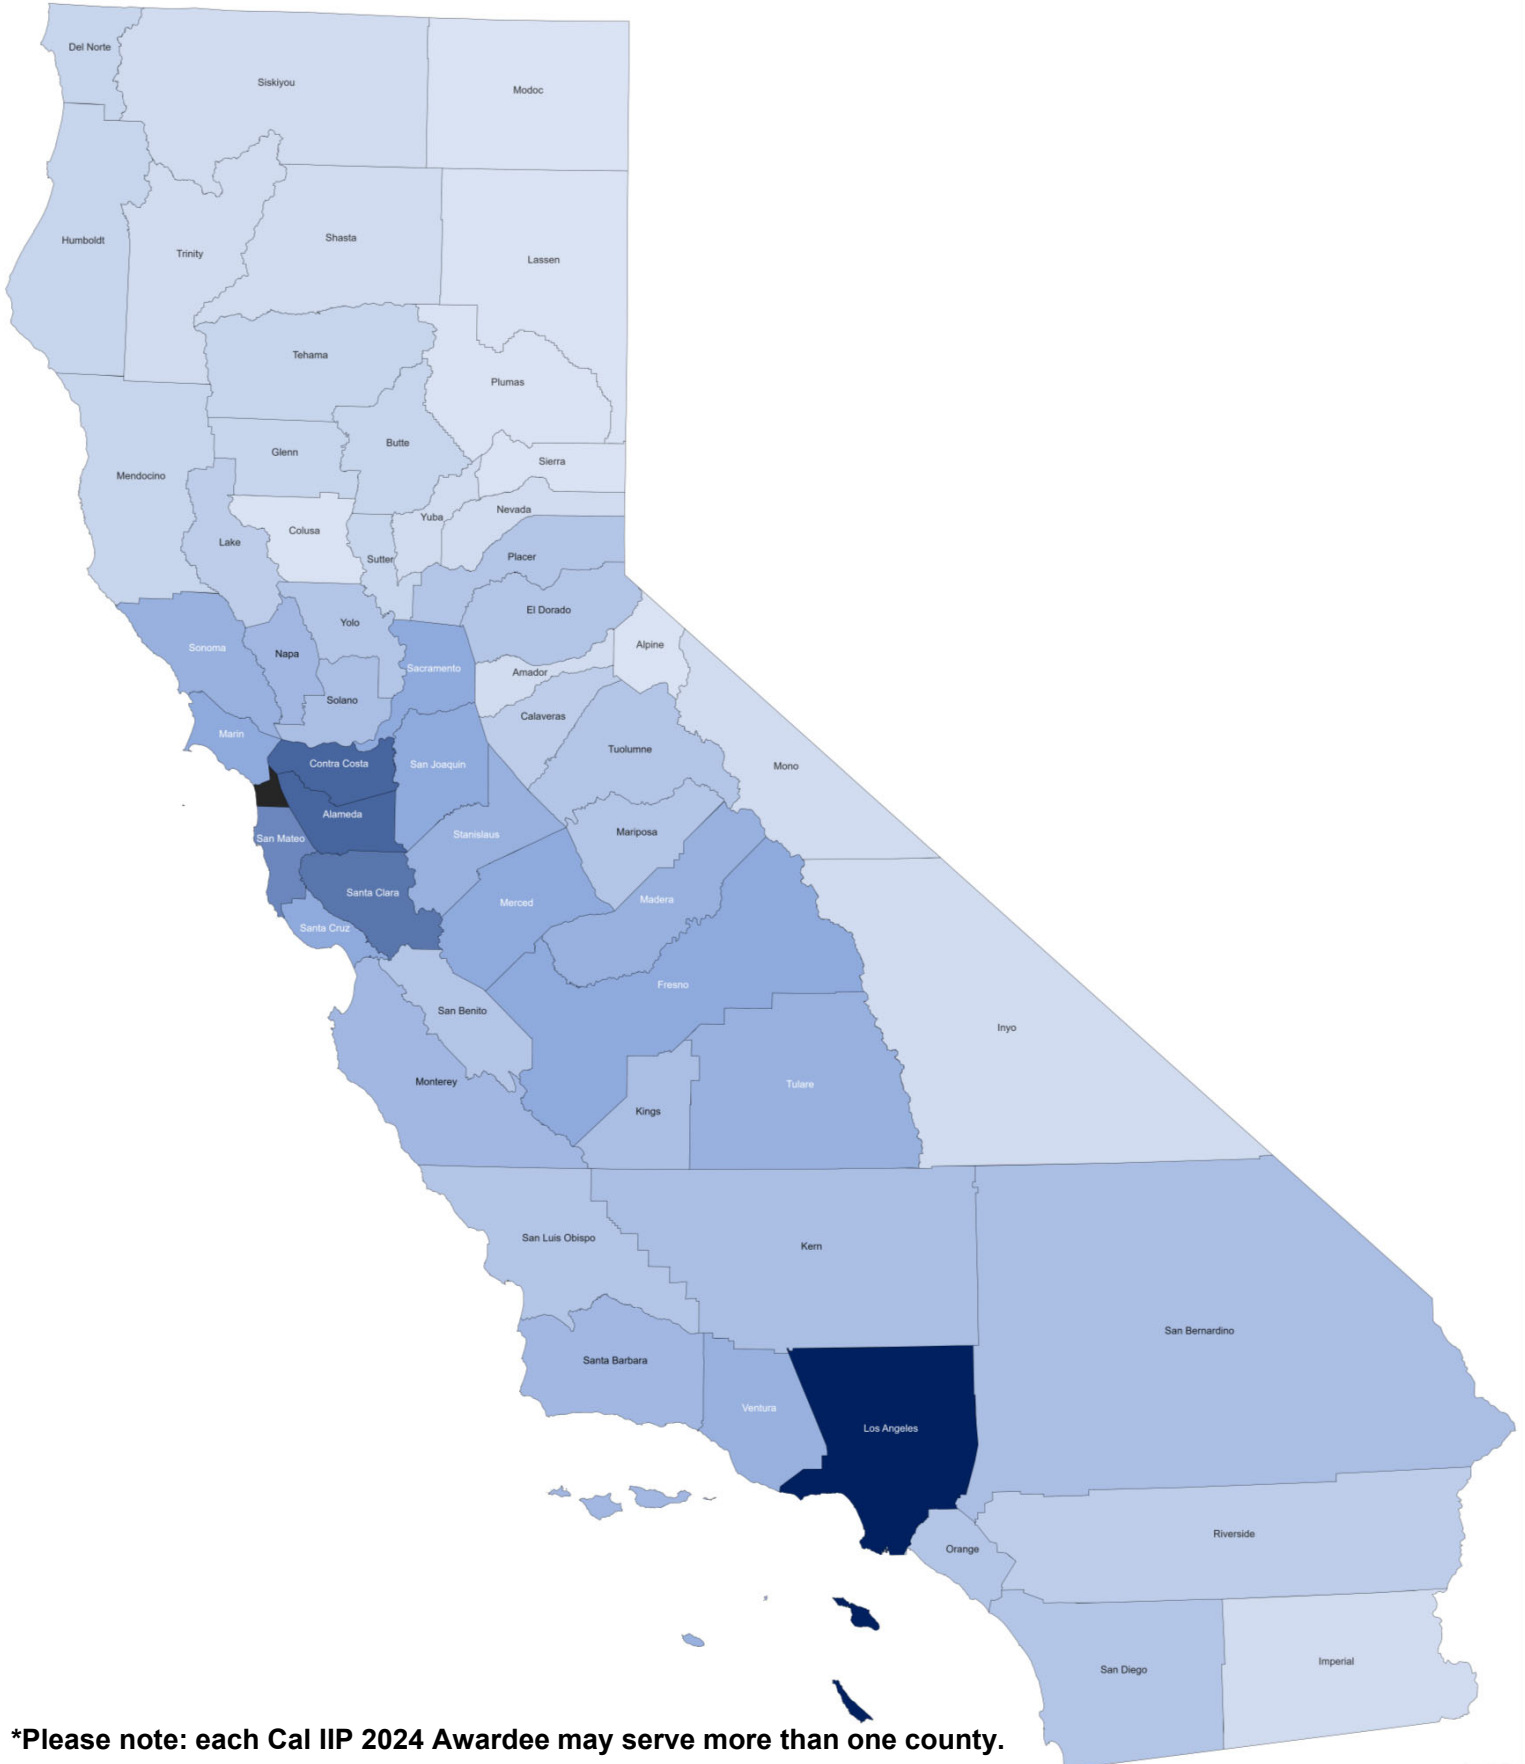 Del Norte
Siskiyou
Modoc
Humboldt
Trinity
Shasta
Lassen
Tehama
Plumas
Mendocino
Glenn
Butte
Sierra
Lake
Colusa
Sutter
Yuba
Nevada
Placer
El Dorado
Yolo
Sonoma
Napa
Sacramento
Alpine
Amador
Solano
Calaveras
Marin
Contra Costa
San Joaquin
Tuolumne
Mono
Alameda
San Mateo
Stanislaus
Mariposa
Santa Clara
Merced
Madera
Santa Cruz
Fresno
San Benito
Inyo
Monterey
Kings
Tulare
San Luis Obispo
Kern
San Bernardino
Santa Barbara
Ventura
Los Angeles
Orange
Riverside
San Diego
Imperial
*Please note: each Cal IIP 2024 Awardee may serve more than one county.